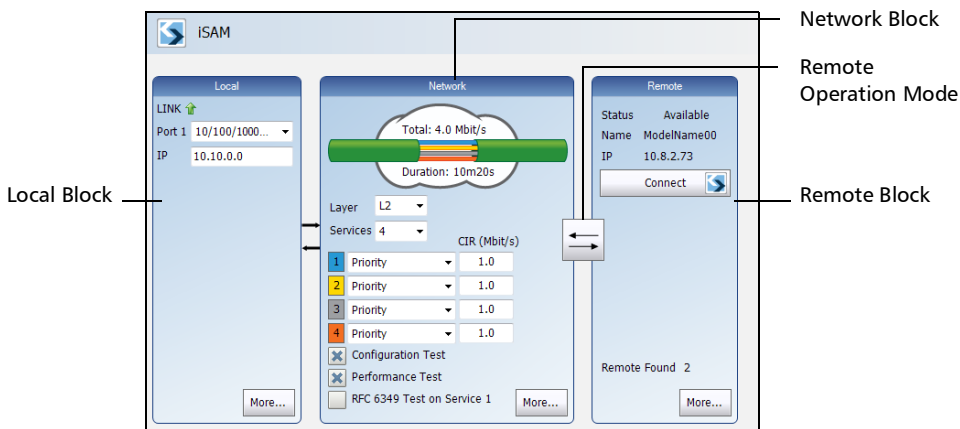 iSAM
Network Block
Remote
Operation Mode
Local Block
Remote Block
Local
LINK
Port 1 10/100/1000...
IP 10.10.0.0
More...
Network
Total: 4.0 Mbit/s
Duration: 10m20s
Layer L2
Services 4
CIR (Mbit/s)
1 Priority 1.0
2 Priority 1.0
3 Priority 1.0
4 Priority 1.0
Configuration Test
Performance Test
RFC 6349 Test on Service 1
More...
Remote
Status Available
Name ModelName00
IP 10.8.2.73
Connect
Remote Found 2
More...